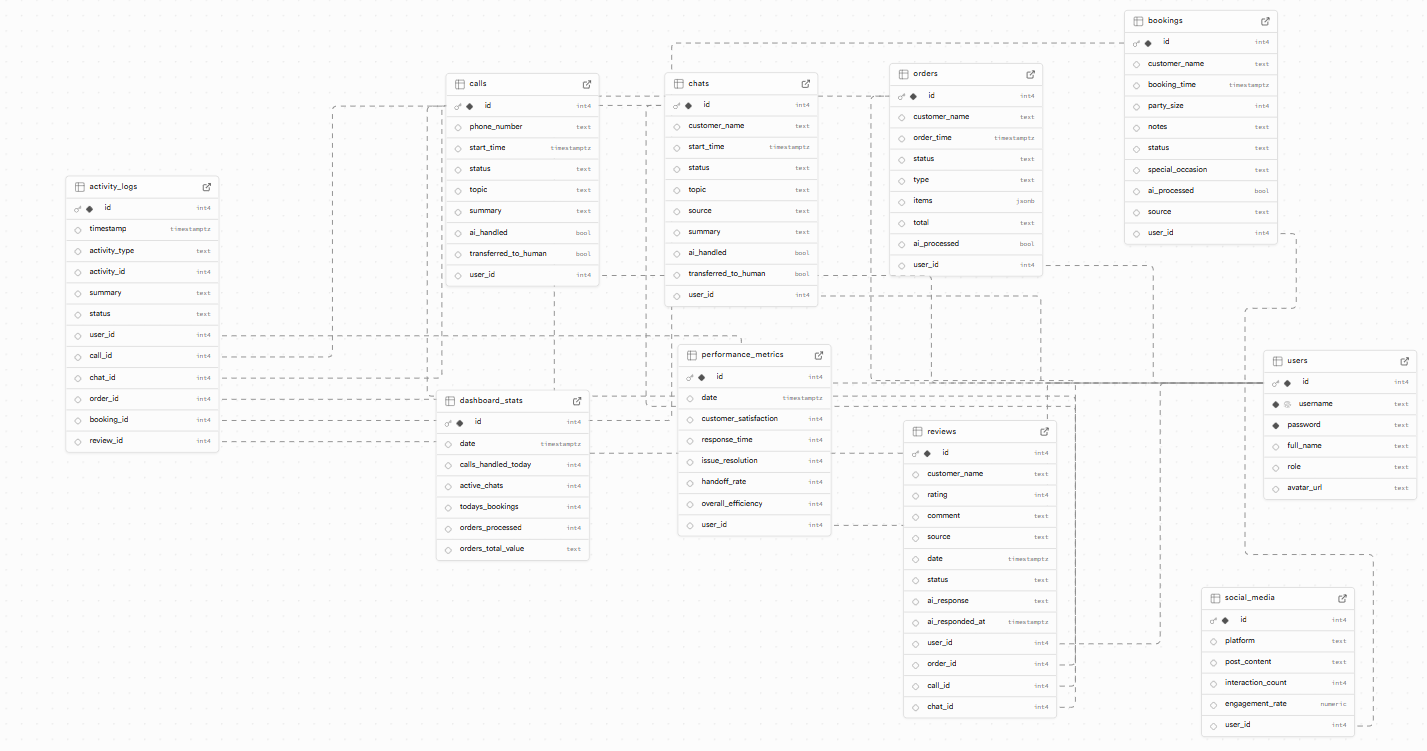 bookings
id int4
customer_name text
booking_time timestamptz
party_size int4
notes text
status text
special_occasion text
ai_processed bool
source text
user_id int4
calls
id int4
phone_number text
start_time timestamptz
status text
topic text
summary text
ai_handled bool
transferred_to_human bool
user_id int4
chats
id int4
customer_name text
start_time timestamptz
status text
topic text
source text
summary text
ai_handled bool
transferred_to_human bool
user_id int4
orders
id int4
customer_name text
order_time timestamptz
status text
type text
items jsonb
total text
ai_processed bool
user_id int4
activity_logs
id int4
timestamp timestamptz
activity_type text
activity_id int4
summary text
status text
user_id int4
call_id int4
chat_id int4
order_id int4
booking_id int4
review_id int4
performance_metrics
id int4
date timestamptz
customer_satisfaction int4
response_time int4
issue_resolution int4
handoff_rate int4
overall_efficiency int4
user_id int4
users
id int4
username text
password text
full_name text
role text
avatar_url text
dashboard_stats
id int4
date text
calls_handled_today int4
active_chats int4
todays_bookings int4
orders_processed int4
orders_total_value text
reviews
id int4
customer_name text
rating int4
comment text
source text
date timestamptz
status text
ai_response text
ai_responded_at timestamptz
user_id int4
order_id int4
call_id int4
chat_id int4
social_media
id int4
platform text
post_content text
interaction_count int4
engagement_rate numeric
user_id int4